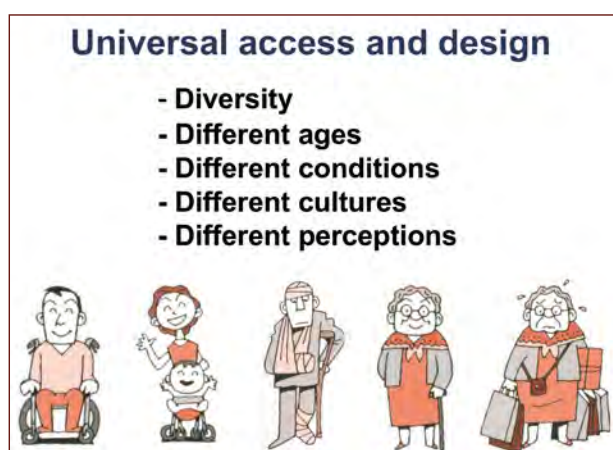 Universal access and design
- Diversity
- Different ages
- Different conditions
- Different cultures
- Different perceptions